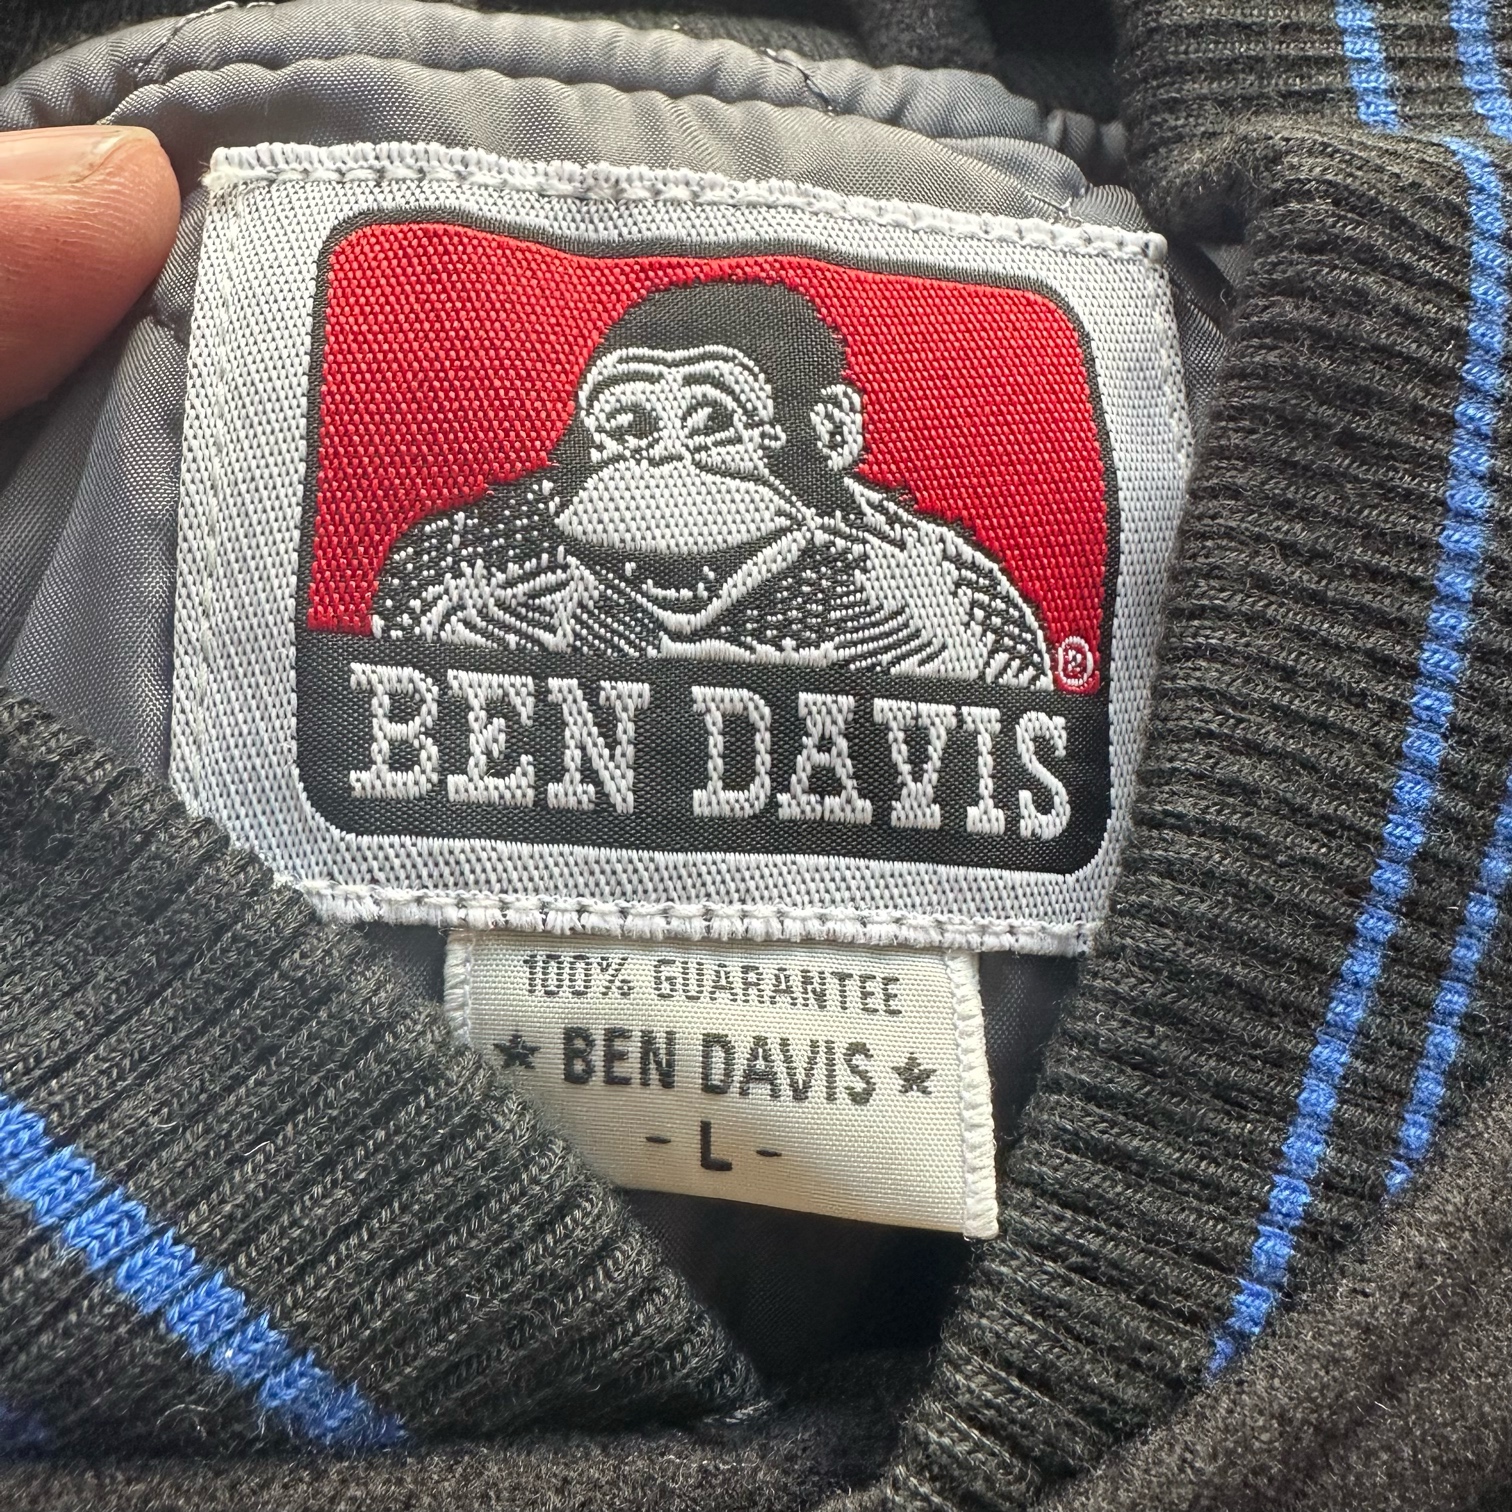 ®
BEN DAVIS
100% GUARANTEE
★ BEN DAVIS ★
- L -